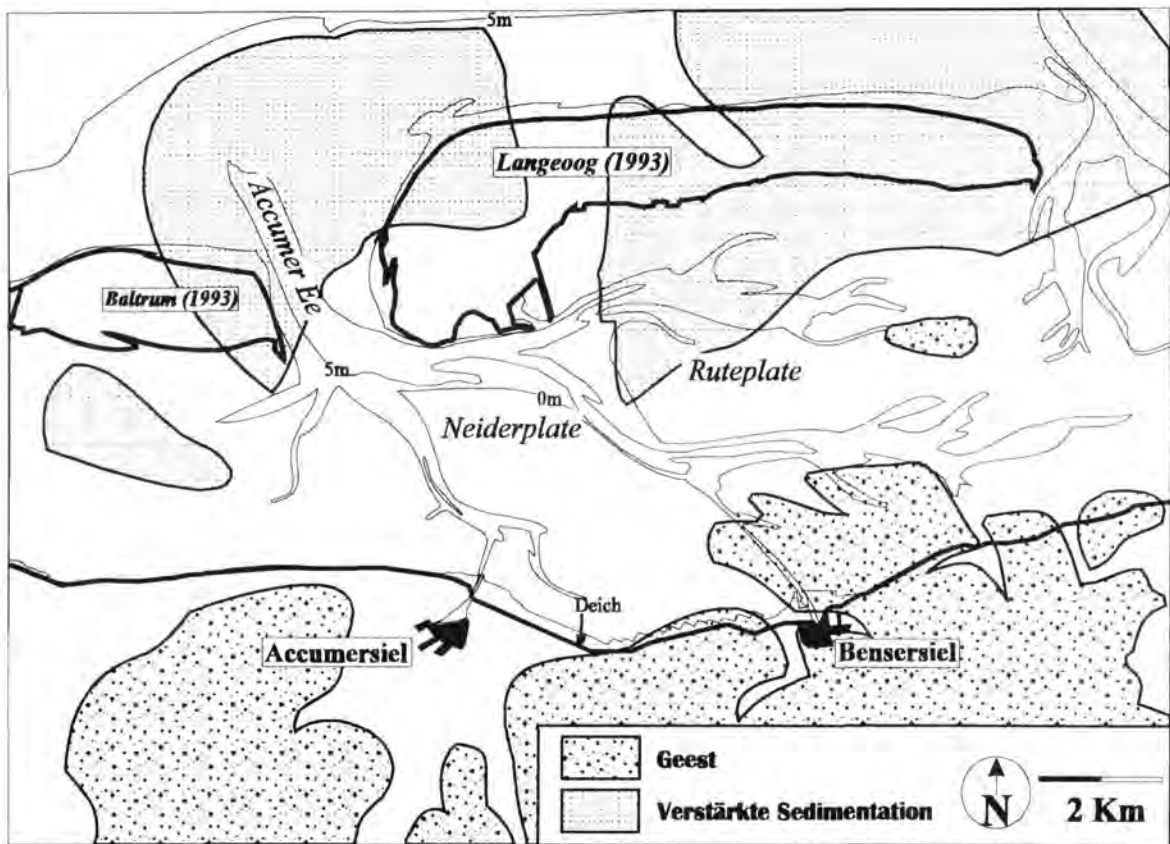 5m
Accumer Ee
Langeoog (1993)
Baltrum (1993)
5m
0m
Ruteplate
Neiderplate
Deich
Accumersiel
Bensersiel
Geest
Verstärkte Sedimentation
N
2 Km